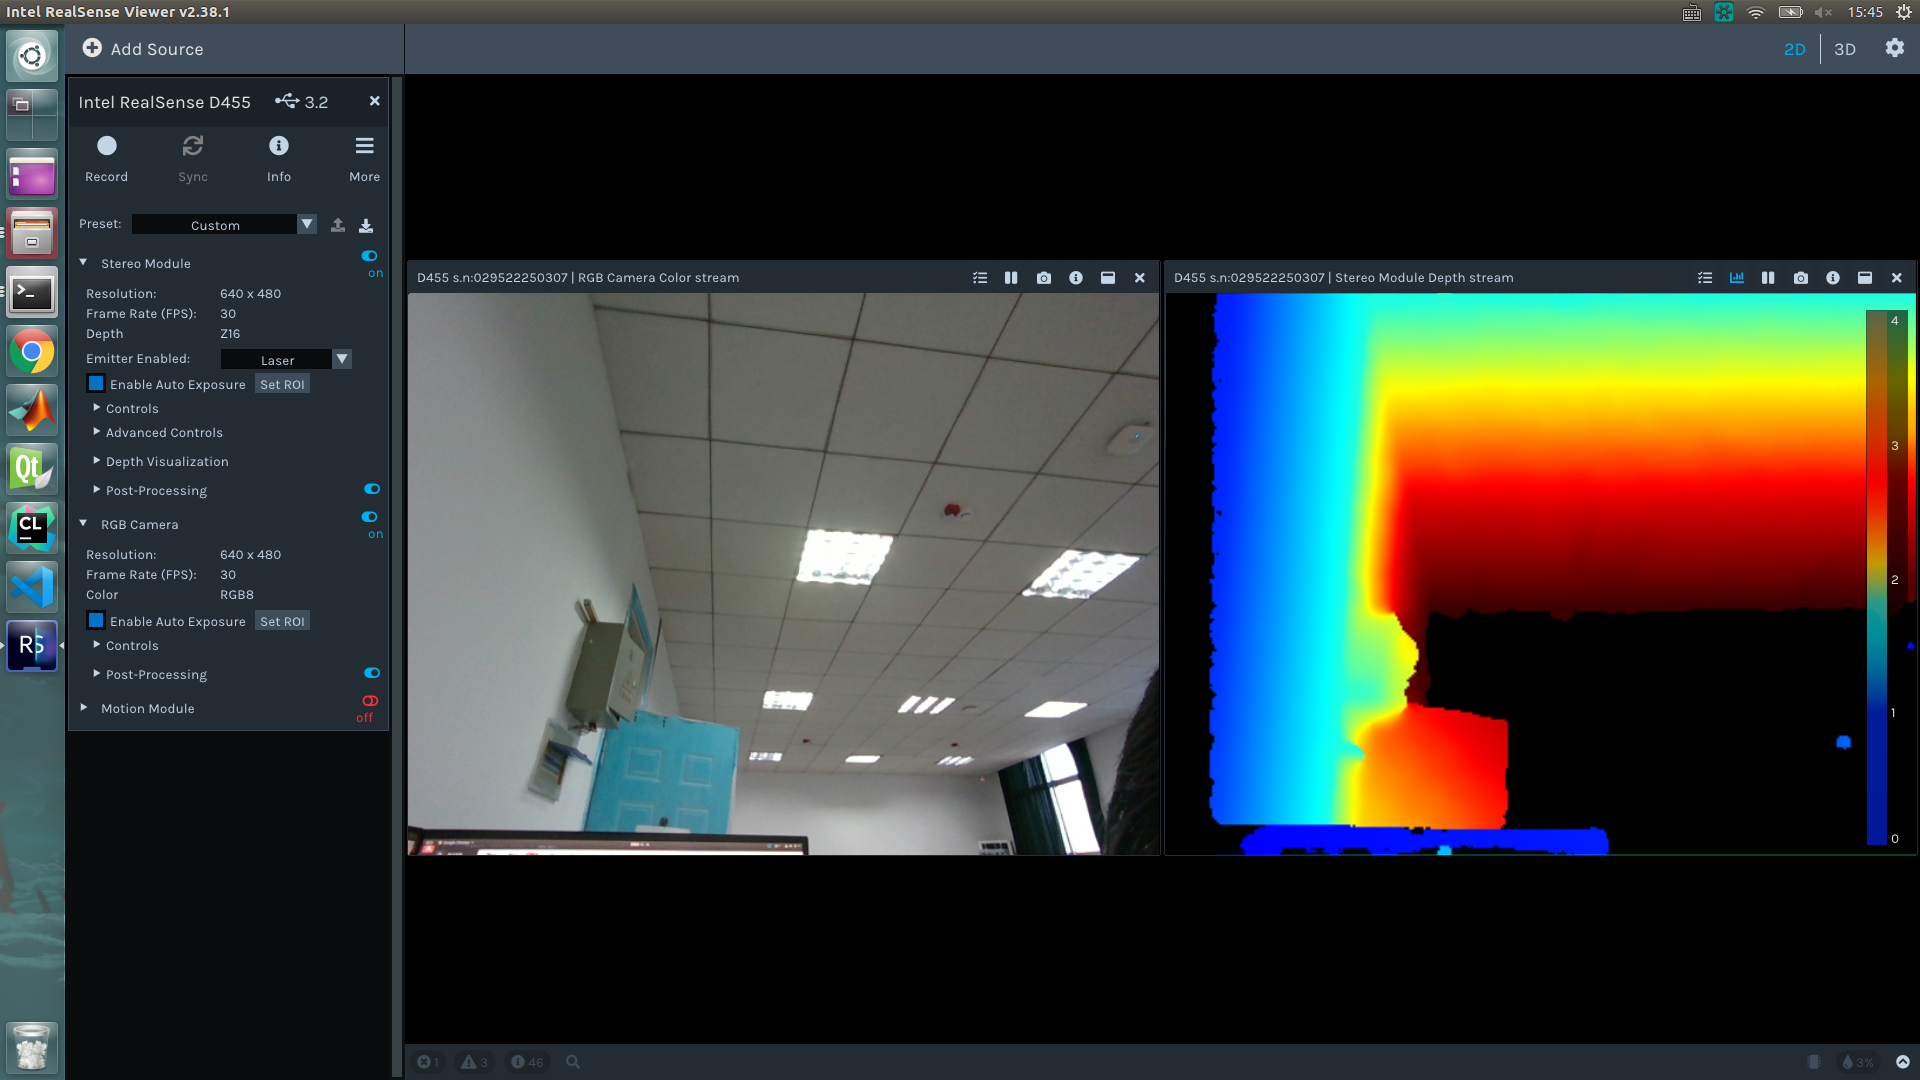 Intel RealSense Viewer v2.38.1
15:45
Add Source
2D
3D
Intel RealSense D455
3.2
Record
Sync
Info
More
Preset:
Custom
Stereo Module
on
Resolution:
640 x 480
Frame Rate (FPS):
30
Depth
Z16
Emitter Enabled:
Laser
Enable Auto Exposure
Set ROI
Controls
Advanced Controls
Depth Visualization
Post-Processing
RGB Camera
on
Resolution:
640 x 480
Frame Rate (FPS):
30
Color
RGB8
Enable Auto Exposure
Set ROI
Controls
Post-Processing
Motion Module
off
D455 s.n:029522250307 | RGB Camera Color stream
D455 s.n:029522250307 | Stereo Module Depth stream
4
3
2
1
0
Qt
CL
RS
1
3
46
3%